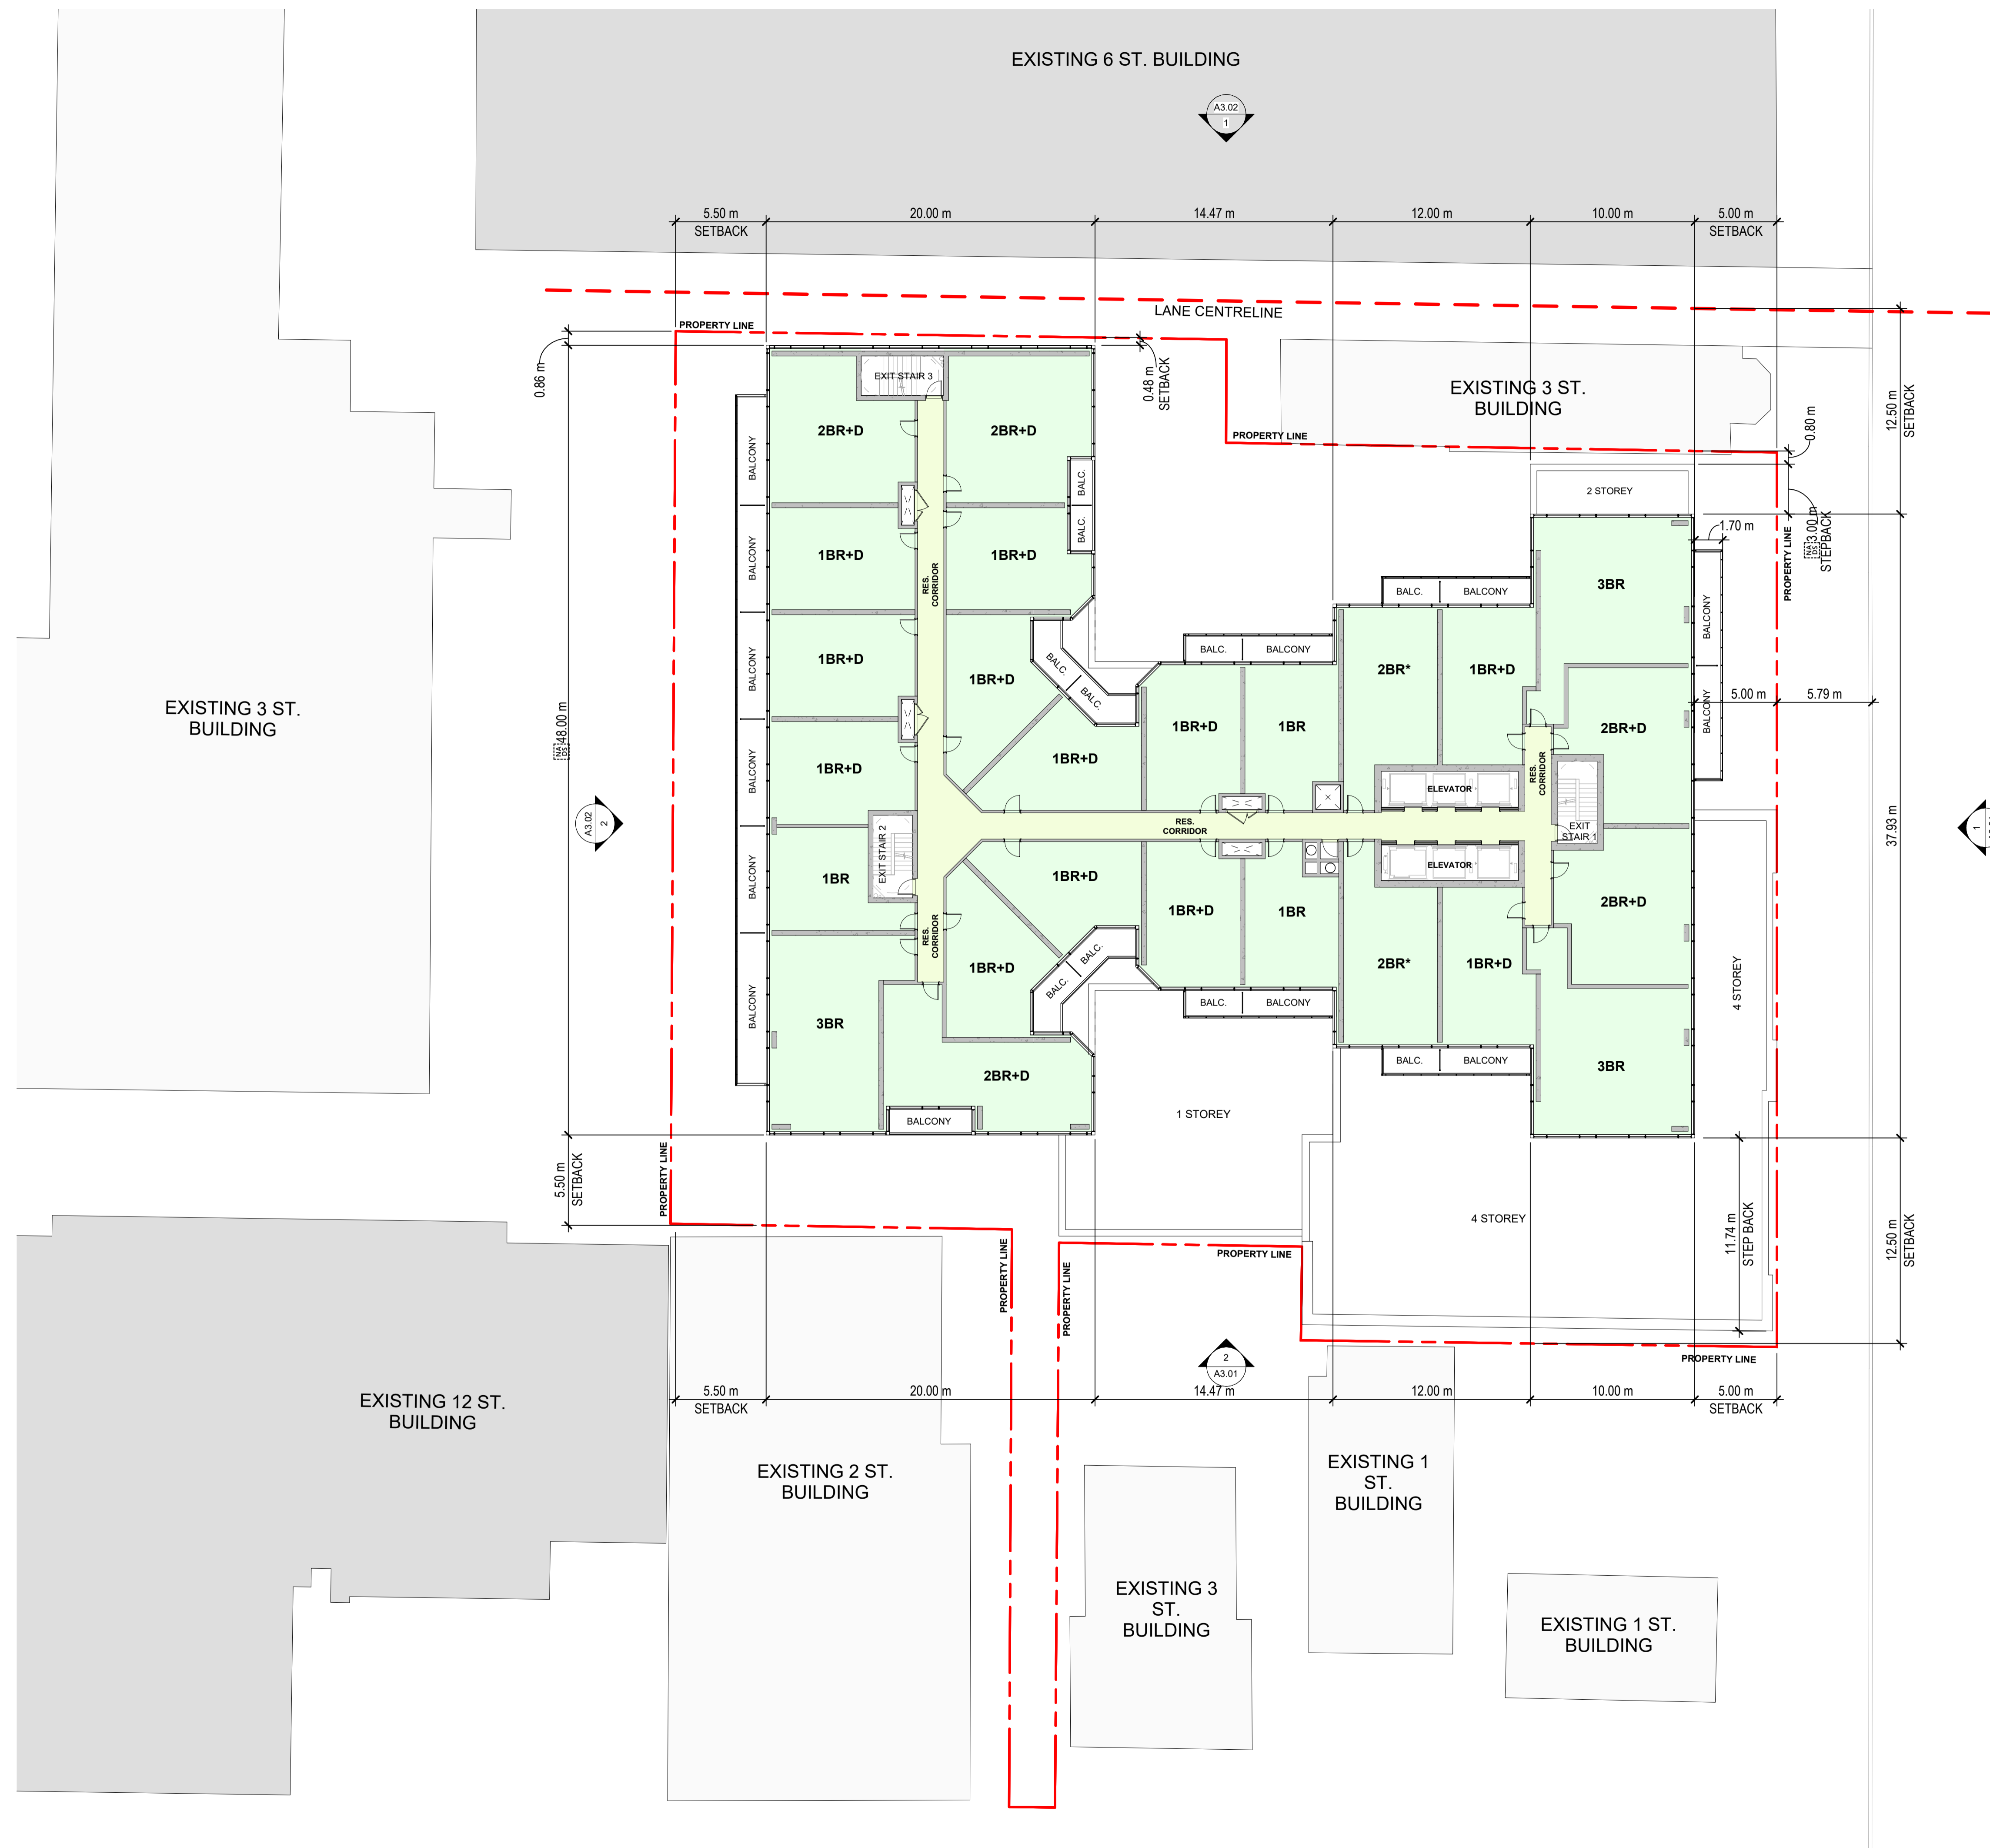 EXISTING 6 ST. BUILDING
A3.02
1
5.50 m
SETBACK
20.00 m
14.47 m
12.00 m
10.00 m
5.00 m
SETBACK
LANE CENTRELINE
PROPERTY LINE
0.86 m
0.48 m
SETBACK
EXISTING 3 ST.
BUILDING
PROPERTY LINE
12.50 m
SETBACK
0.80 m
3.00 m
STEPBACK
NA
DS
1.70 m
PROPERTY LINE
2 STOREY
EXIT STAIR 3
2BR+D
2BR+D
BALCONY
BALC.
BALC.
1BR+D
1BR+D
BALCONY
RES.
CORRIDOR
3BR
BALC.
BALCONY
BALCONY
1BR+D
BALCONY
1BR+D
BALC.
BALC.
BALC.
BALCONY
2BR*
1BR+D
5.00 m
5.79 m
BALCONY
EXISTING 3 ST.
BUILDING
48.00 m
NA
DS
1BR+D
BALCONY
1BR+D
1BR+D
1BR
2BR+D
RES.
CORRIDOR
ELEVATOR
A3.02
2
EXIT STAIR 2
RES.
CORRIDOR
EXIT
STAIR 1
1
37.93 m
1BR
BALCONY
1BR+D
ELEVATOR
1BR+D
1BR
2BR+D
RES.
CORRIDOR
1BR+D
BALC.
BALC.
2BR*
1BR+D
4 STOREY
3BR
BALCONY
BALC.
BALCONY
BALC.
BALCONY
3BR
2BR+D
BALCONY
1 STOREY
5.50 m
SETBACK
PROPERTY LINE
4 STOREY
11.74 m
STEP BACK
12.50 m
SETBACK
PROPERTY LINE
PROPERTY LINE
PROPERTY LINE
PROPERTY LINE
2
A3.01
5.50 m
SETBACK
20.00 m
14.47 m
12.00 m
10.00 m
5.00 m
SETBACK
EXISTING 12 ST.
BUILDING
EXISTING 2 ST.
BUILDING
EXISTING 1
ST.
BUILDING
EXISTING 3
ST.
BUILDING
EXISTING 1 ST.
BUILDING